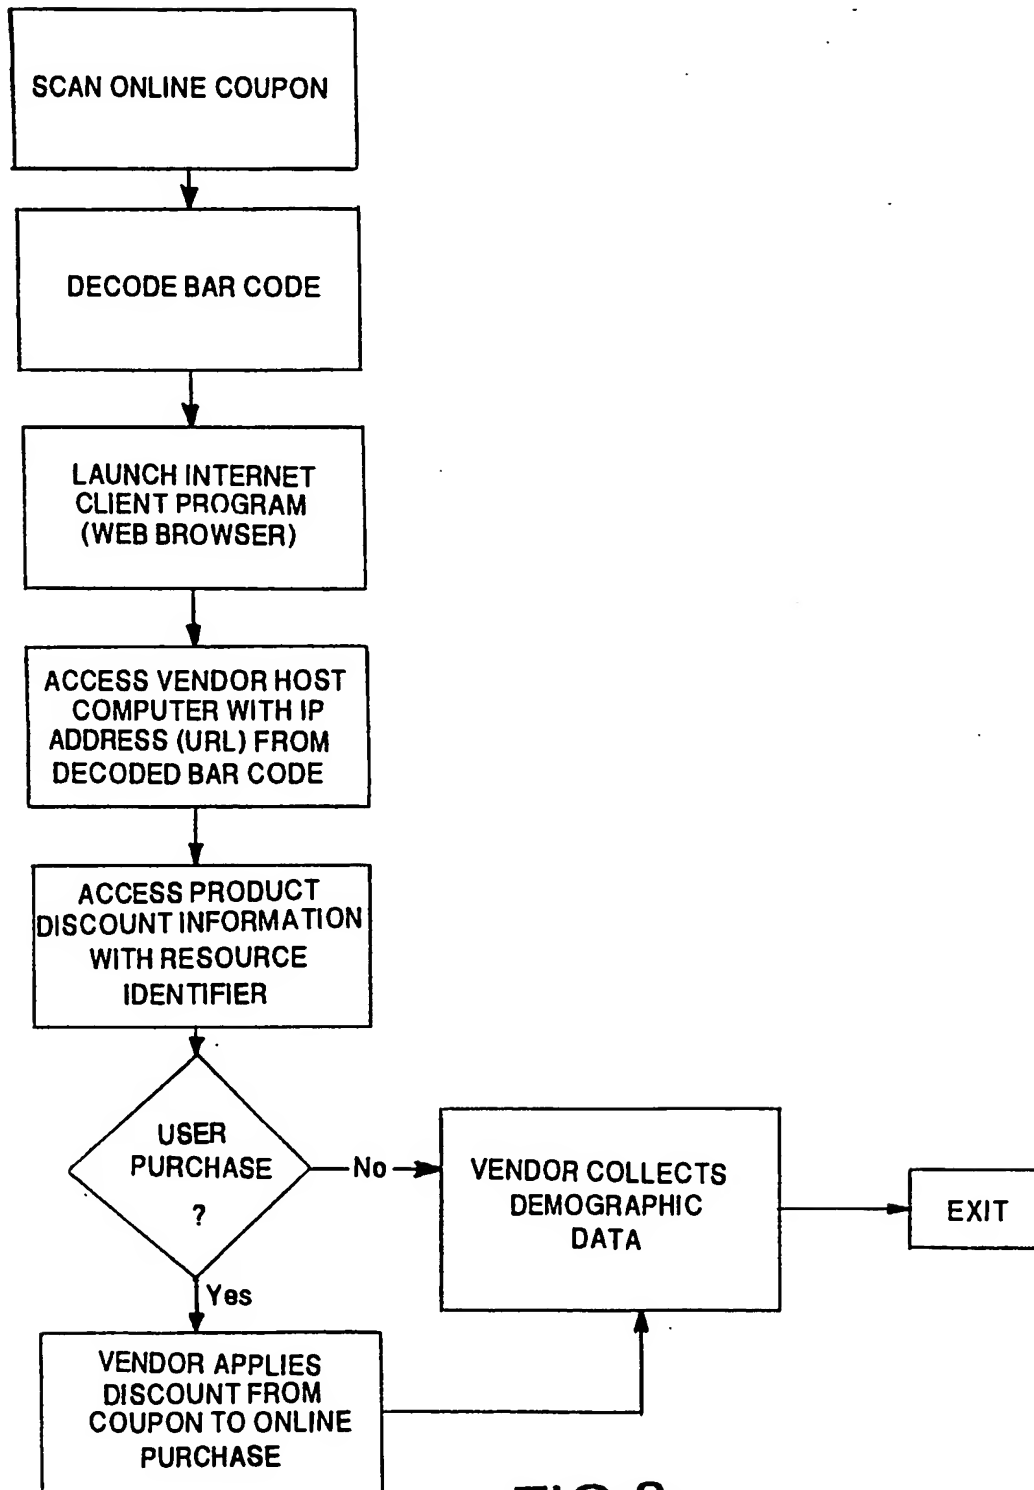 SCAN ONLINE COUPON
DECODE BAR CODE
LAUNCH INTERNET
CLIENT PROGRAM
(WEB BROWSER)
ACCESS VENDOR HOST
COMPUTER WITH IP
ADDRESS (URL) FROM
DECODED BAR CODE
ACCESS PRODUCT
DISCOUNT INFORMATION
WITH RESOURCE
IDENTIFIER
USER
PURCHASE
?
No
VENDOR COLLECTS
DEMOGRAPHIC
DATA
EXIT
Yes
VENDOR APPLIES
DISCOUNT FROM
COUPON TO ONLINE
PURCHASE